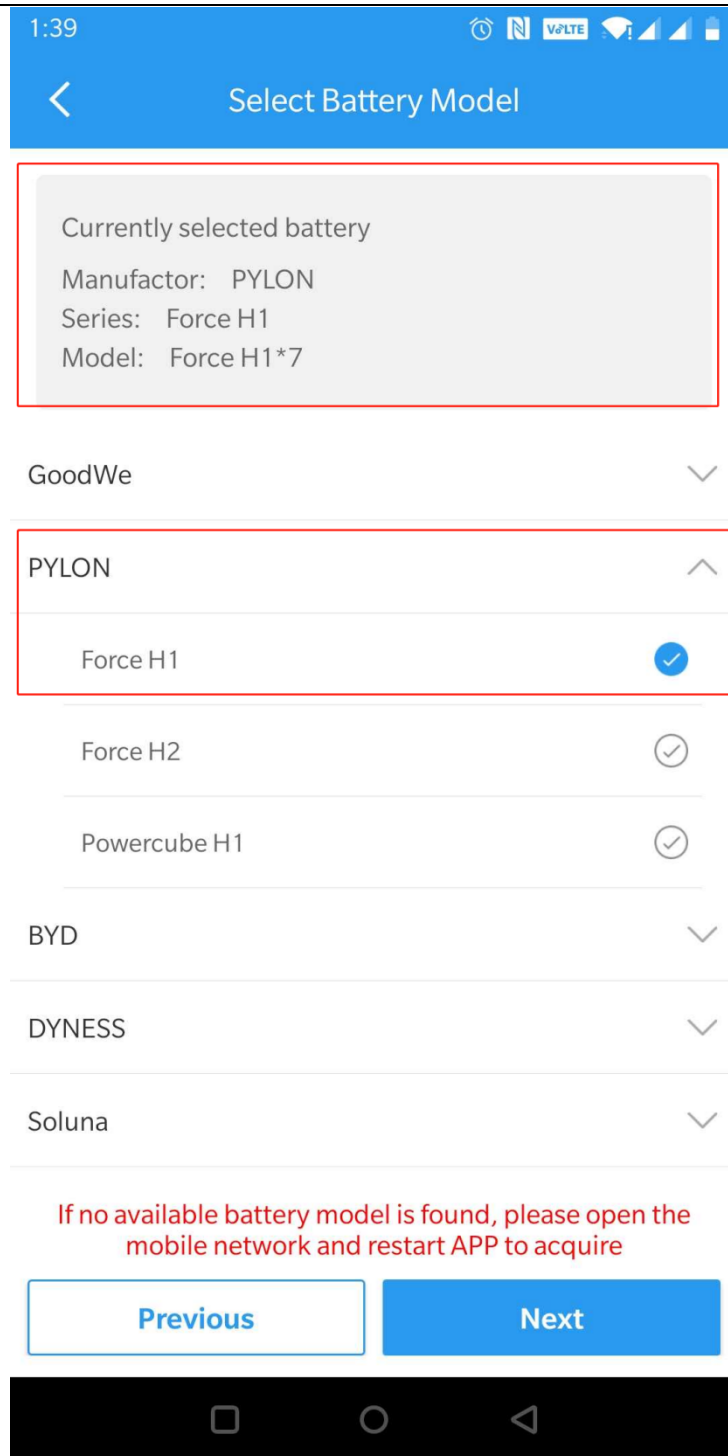 1:39
VoLTE
Select Battery Model
Currently selected battery
Manufactor: PYLON
Series: Force H1
Model: Force H1*7
GoodWe
PYLON
Force H1
Force H2
Powercube H1
BYD
DYNESS
Soluna
If no available battery model is found, please open the
mobile network and restart APP to acquire
Previous
Next